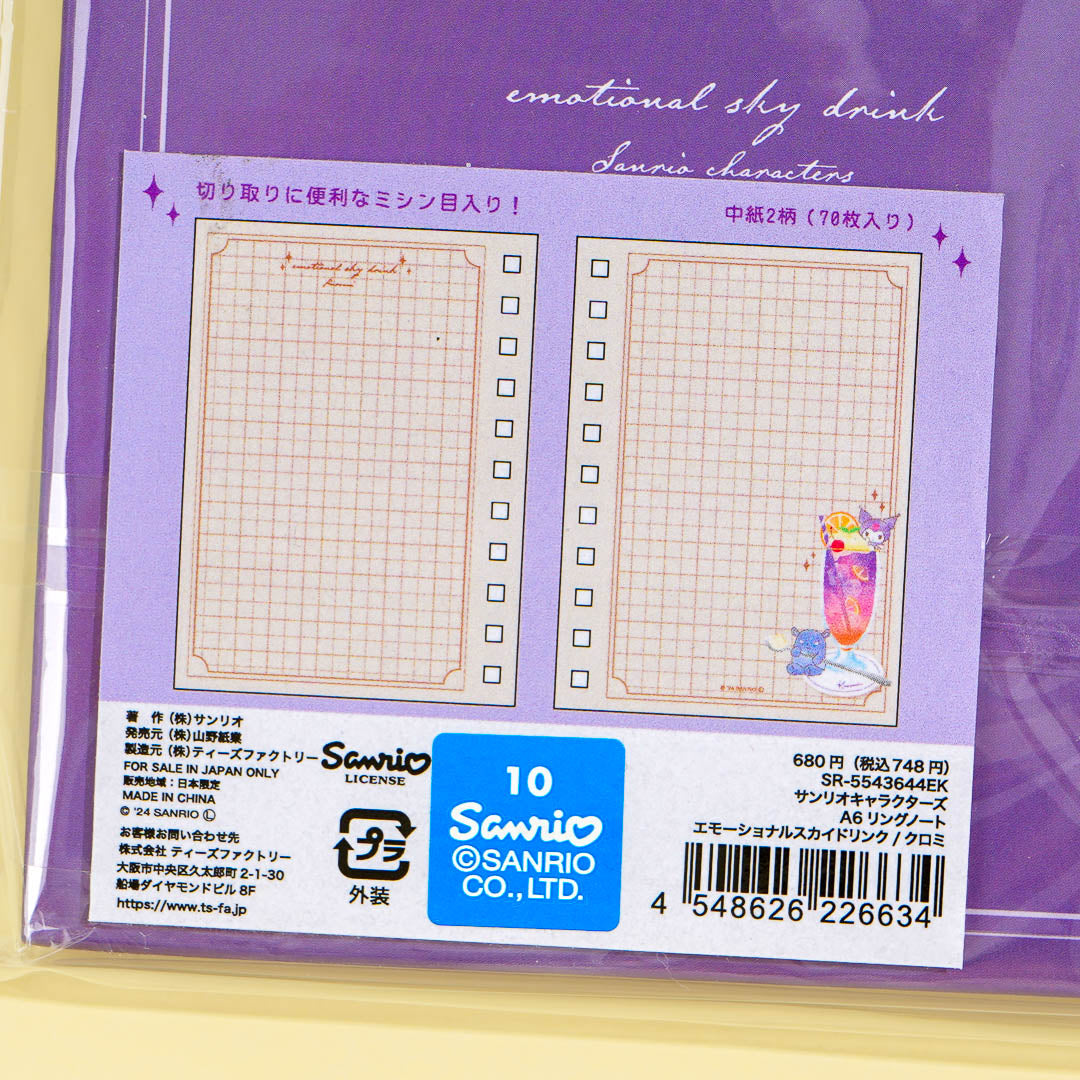 emotional sky drink
Sanrio characters
切り取りに便利なミシン目入り!
中紙2柄(70枚入り)
emotional sky drink
© '24 SANRIO Ⓛ
著 作 (株)サンリオ
発売元 (株)山野紙業
製造元 (株)ティーズファクトリー
FOR SALE IN JAPAN ONLY
販売地域:日本限定
MADE IN CHINA
© '24 SANRIO Ⓛ
お客様お問い合わせ先
株式会社 ティーズファクトリー
大阪市中央区久太郎町 2-1-30
船場ダイヤモンドビル 8F
https://www.ts-fa.jp
Sanrio
LICENSE
プラ
外装
10
Sanrio
©SANRIO
CO.,LTD.
680円(税込748円)
SR-5543644EK
サンリオキャラクターズ
A6 リングノート
エモーショナルスカイドリンク / クロミ
4 548626 226634